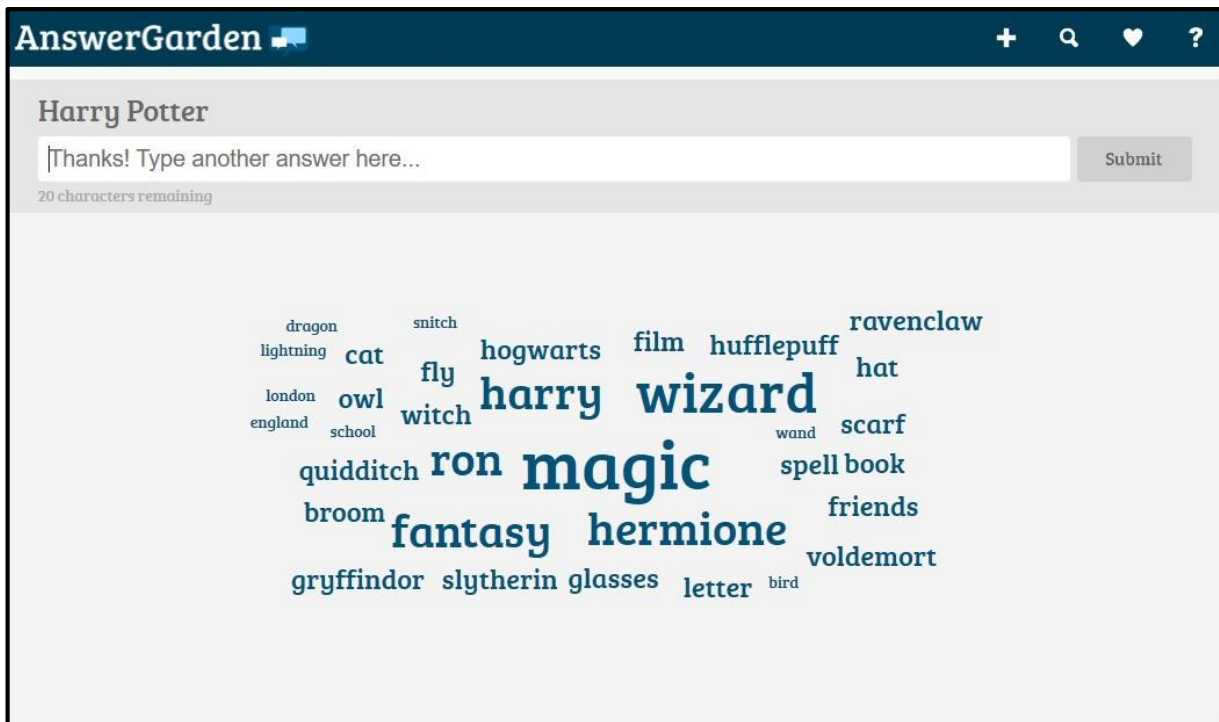 AnswerGarden
?
Harry Potter
Thanks! Type another answer here...
Submit
20 characters remaining
dragon snitch ravenclaw
lightning cat hogwarts film hufflepuff
fly hat
london owl harry wizard
england school witch wand scarf
quidditch ron magic spell book
broom fantasy hermione friends
voldemort
gryffindor slytherin glasses letter bird